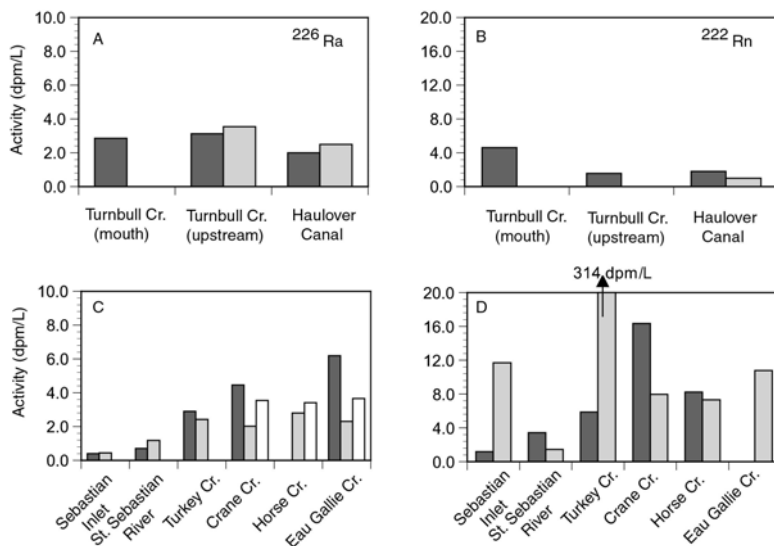 A
226 Ra
Activity (dpm/L)
10.0
8.0
6.0
4.0
2.0
0.0
Turnbull Cr.
(mouth)
Turnbull Cr.
(upstream)
Haulover
Canal
B
222 Rn
20.0
16.0
12.0
8.0
4.0
0.0
Turnbull Cr.
(mouth)
Turnbull Cr.
(upstream)
Haulover
Canal
C
Activity (dpm/L)
10.0
8.0
6.0
4.0
2.0
0.0
Sebastian
Inlet
St. Sebastian
River
Turkey Cr.
Crane Cr.
Horse Cr.
Eau Gallie Cr.
314 dpm/L
D
20.0
16.0
12.0
8.0
4.0
0.0
Sebastian
Inlet
St. Sebastian
River
Turkey Cr.
Crane Cr.
Horse Cr.
Eau Gallie Cr.